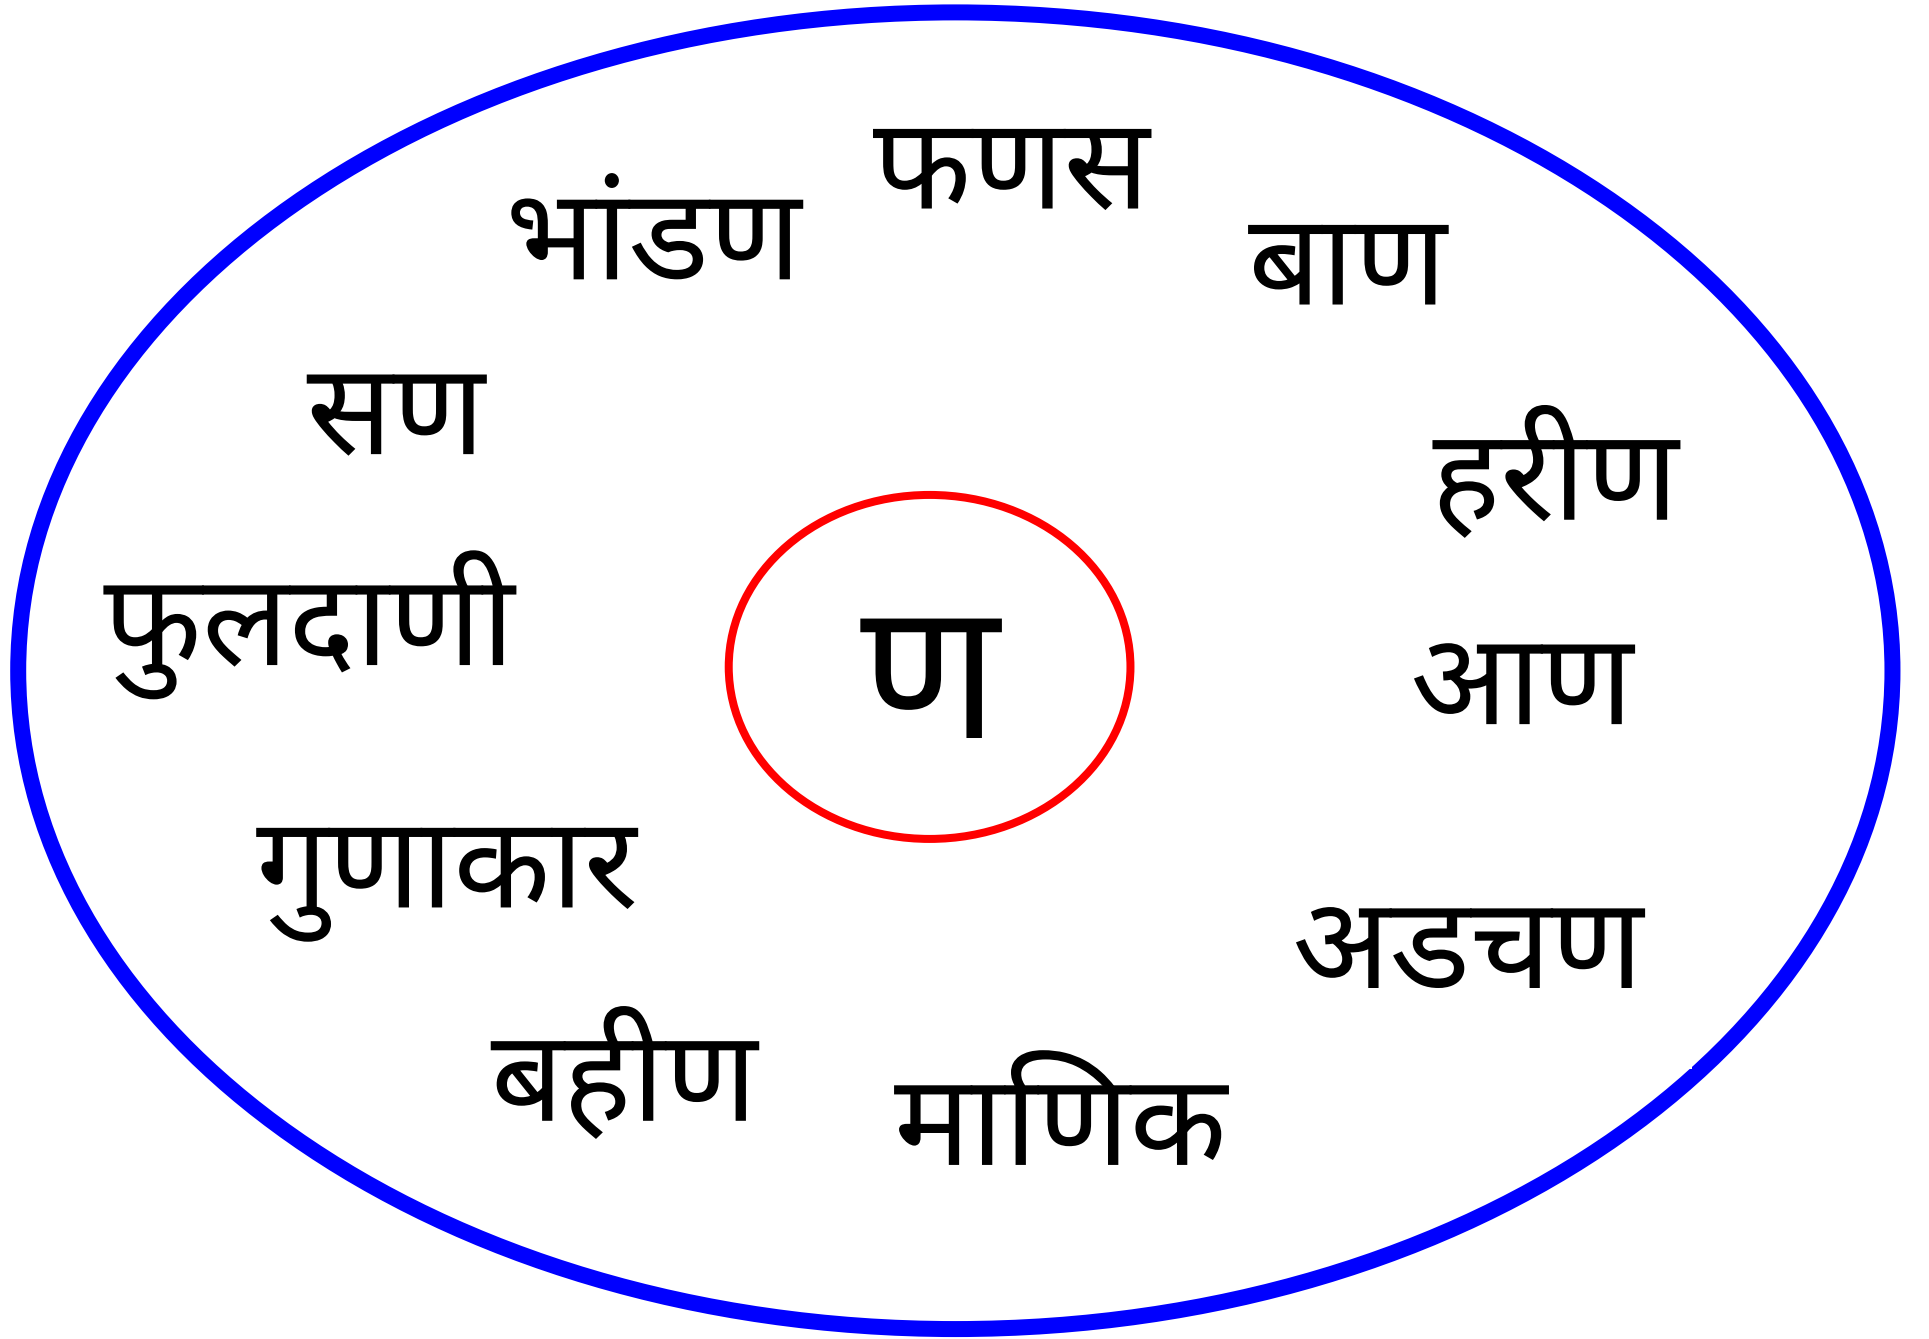 फणस
भांडण
बाण
सण
हरीण
फुलदाणी
ण
आण
गुणाकार
अडचण
बहीण
माणिक